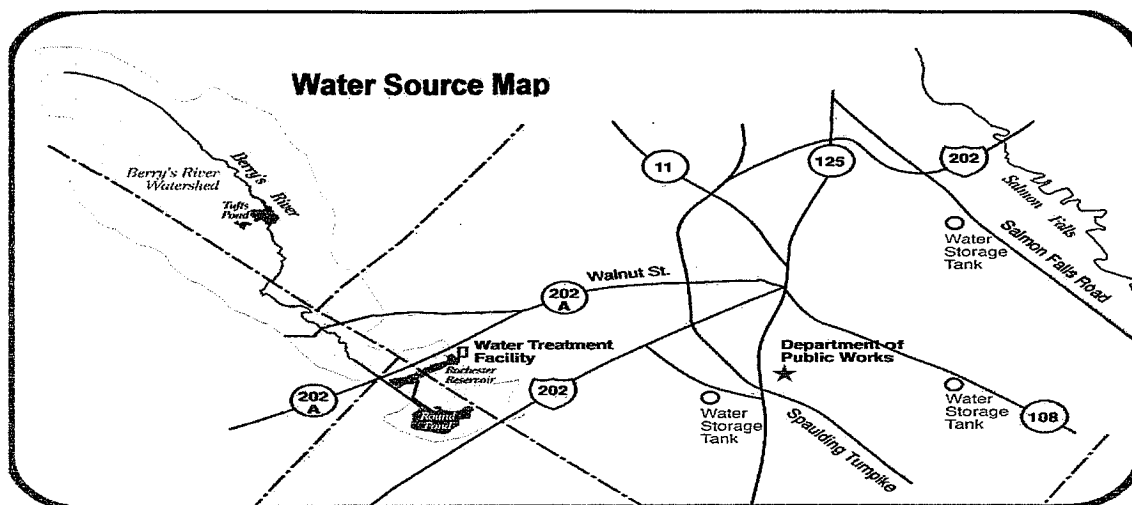 Water Source Map
11
125
202
Berry's River
Watershed
Berry's River
Tufts
Pond
Salmon Falls
Water
Storage
Tank
Salmon Falls Road
Walnut St.
202
A
Water Treatment
Facility
Rochester
Reservoir
Department of
Public Works
202
A
202
Round
Pond
Water
Storage
Tank
Spaulding Turnpike
Water
Storage
Tank
108